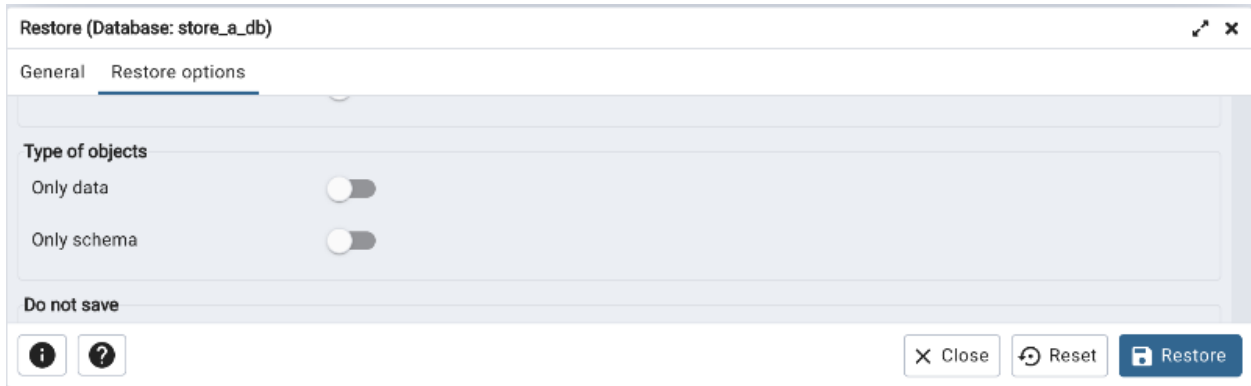 Restore (Database: store_a_db)
General Restore options
Type of objects
Only data
Only schema
Do not save
Close Reset Restore